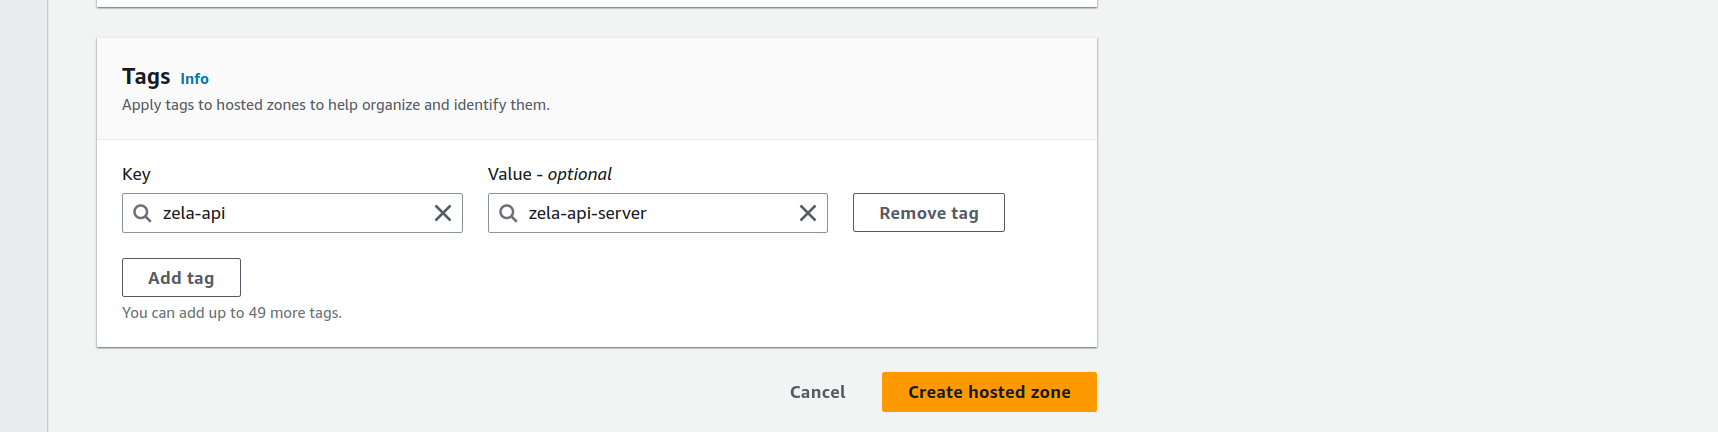 Tags Info
Apply tags to hosted zones to help organize and identify them.
Key Value - optional
zela-api zela-api-server Remove tag
Add tag
You can add up to 49 more tags.
Cancel Create hosted zone